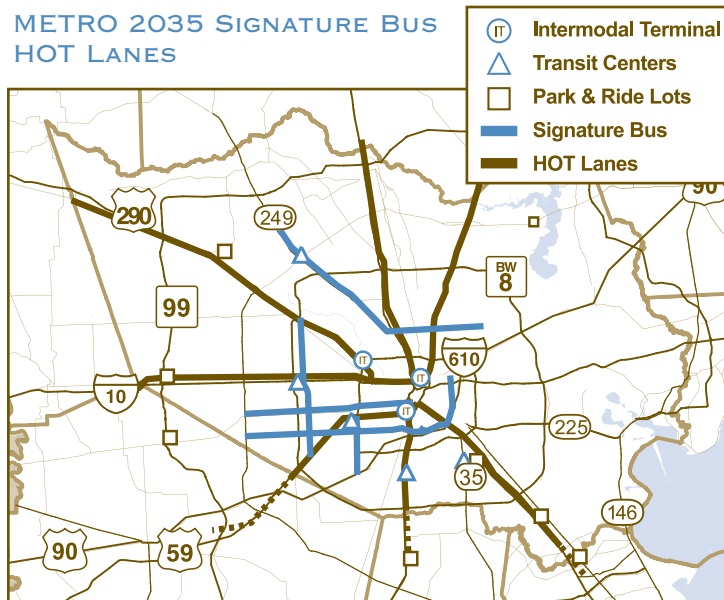 METRO 2035 SIGNATURE BUS
HOT LANES
IT Intermodal Terminal
Transit Centers
Park & Ride Lots
Signature Bus
HOT Lanes
90
290
249
BW
8
99
IT
610
IT
10
IT
225
35
146
90
59